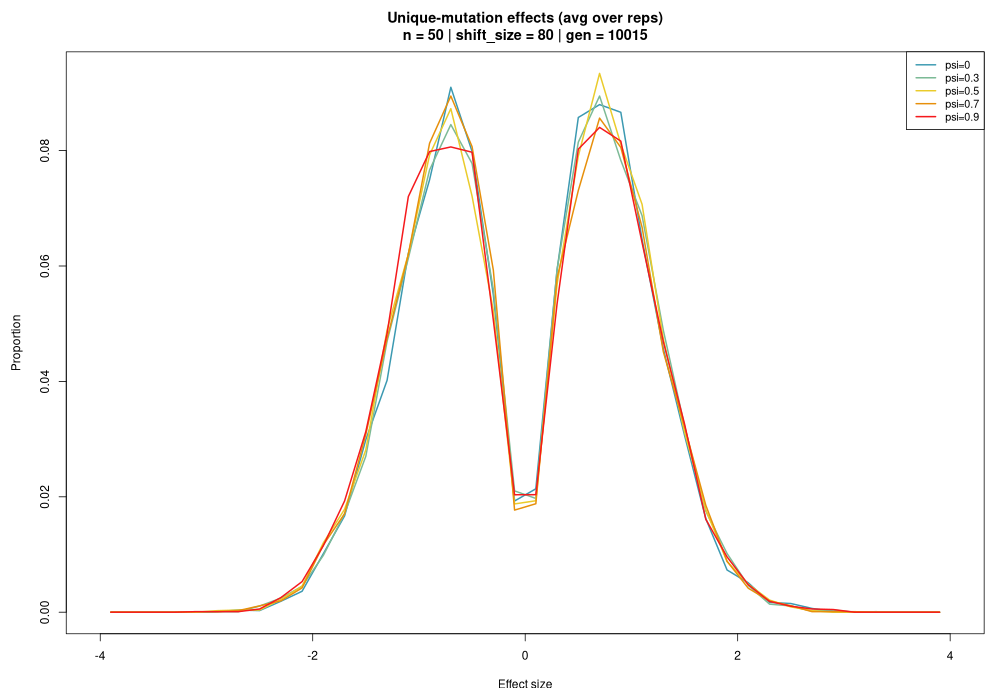 Unique-mutation effects (avg over reps)
n = 50 | shift_size = 80 | gen = 10015
psi=0
psi=0.3
psi=0.5
psi=0.7
psi=0.9
Proportion
0.08
0.06
0.04
0.02
0.00
-4
-2
0
2
4
Effect size